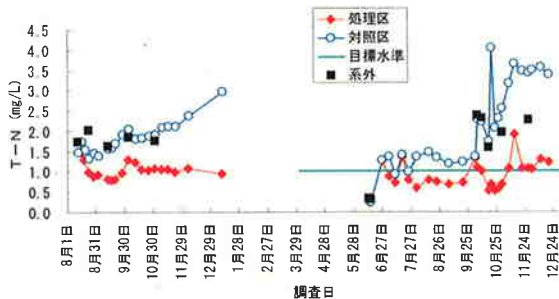 処理区
対照区
目標水準
系外
T-N (mg/L)
4.5
4.0
3.5
3.0
2.5
2.0
1.5
1.0
0.5
0.0
8月1日
8月31日
9月30日
10月30日
11月29日
12月29日
1月28日
2月27日
3月29日
4月28日
5月28日
6月27日
7月27日
8月26日
9月25日
10月25日
11月24日
12月24日
調査日